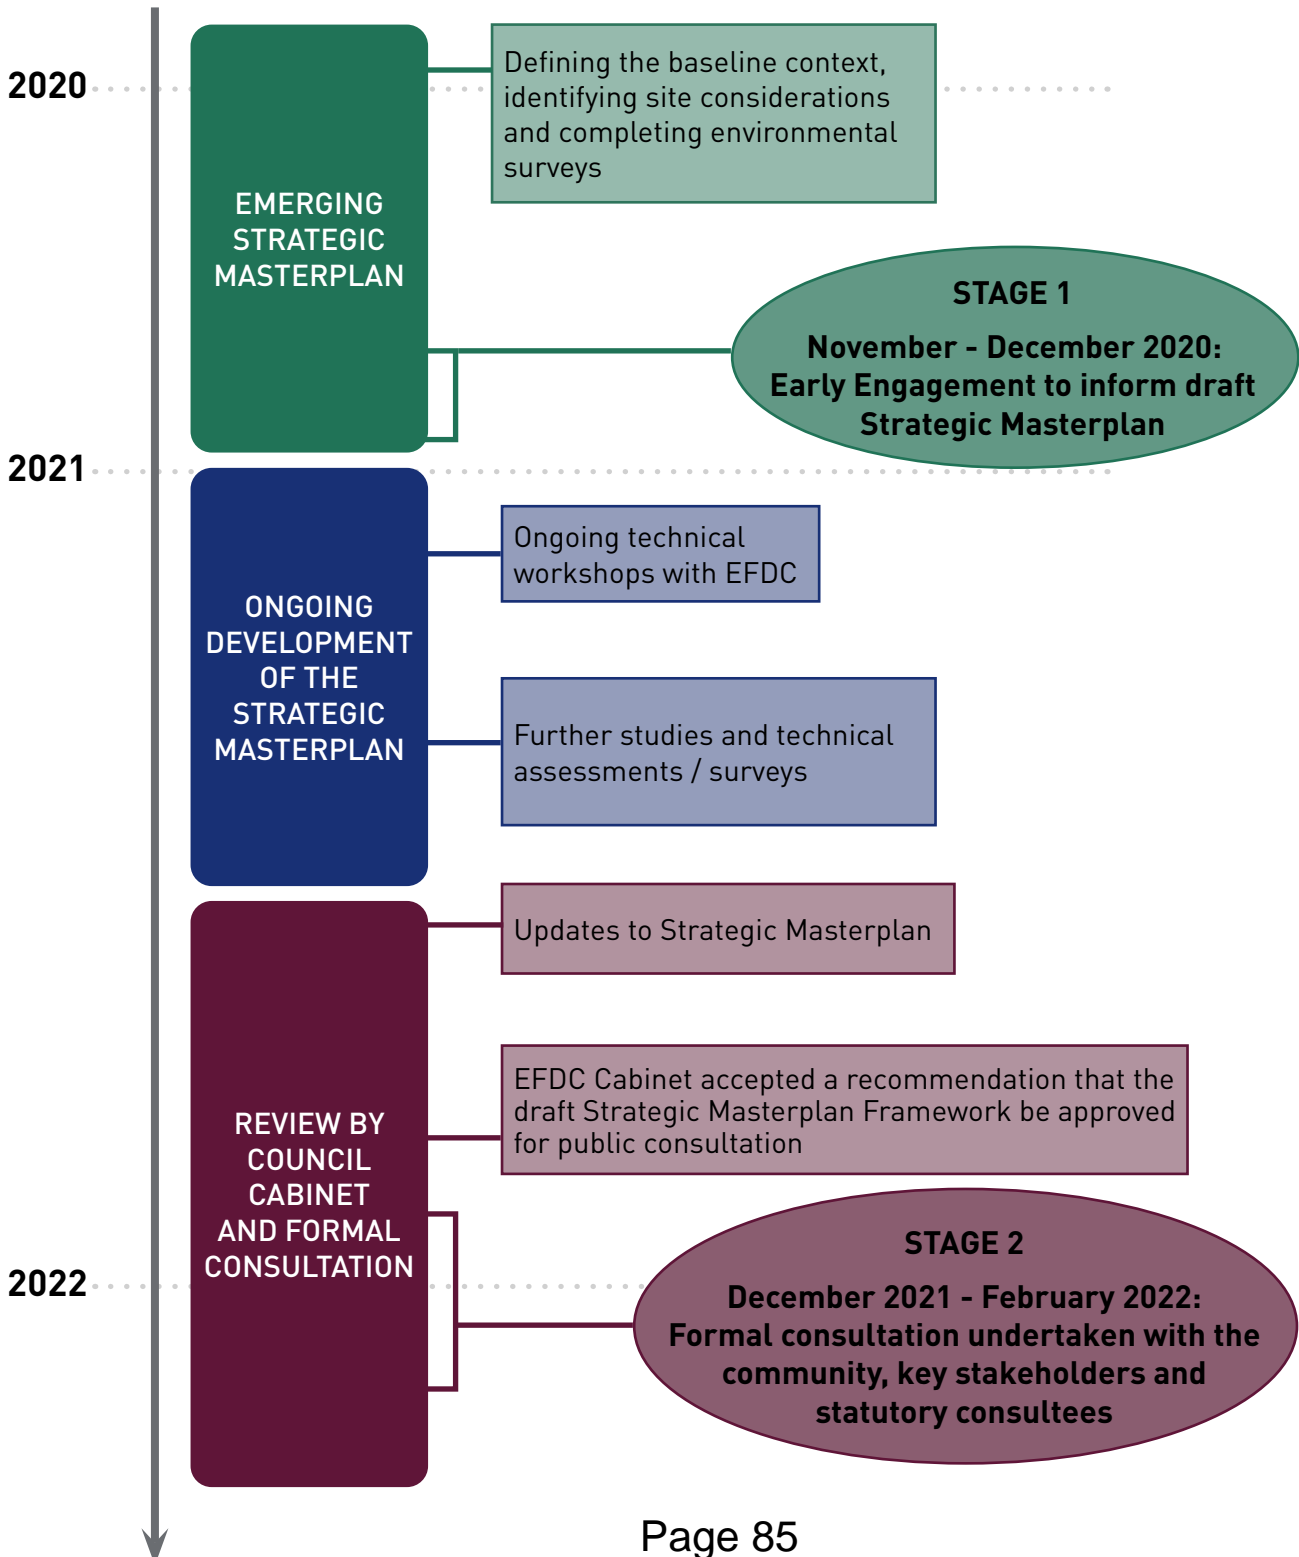 2020
EMERGING
STRATEGIC
MASTERPLAN
Defining the baseline context,
identifying site considerations
and completing environmental
surveys
STAGE 1
November - December 2020:
Early Engagement to inform draft
Strategic Masterplan
2021
ONGOING
DEVELOPMENT
OF THE
STRATEGIC
MASTERPLAN
Ongoing technical
workshops with EFDC
Further studies and technical
assessments / surveys
REVIEW BY
COUNCIL
CABINET
AND FORMAL
CONSULTATION
Updates to Strategic Masterplan
EFDC Cabinet accepted a recommendation that the
draft Strategic Masterplan Framework be approved
for public consultation
2022
STAGE 2
December 2021 - February 2022:
Formal consultation undertaken with the
community, key stakeholders and
statutory consultees
Page 85